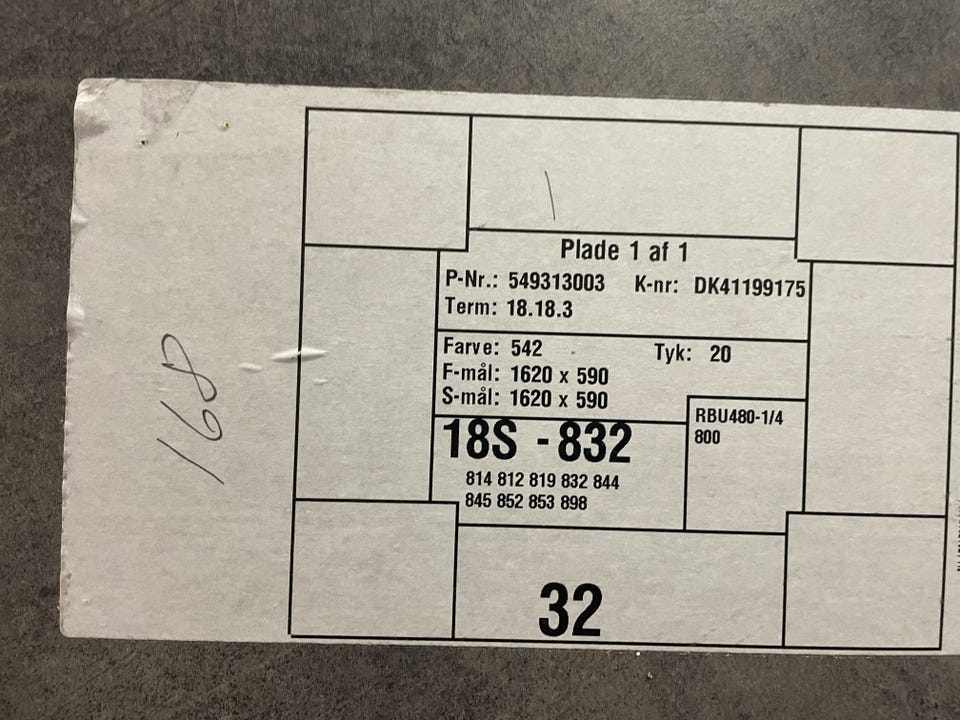 Plade 1 af 1
P-Nr.: 549313003 K-nr: DK41199175
Term: 18.18.3
Farve: 542 Tyk: 20
F-mål: 1620 x 590
S-mål: 1620 x 590
RBU480-1/4
800
18S - 832
814 812 819 832 844
845 852 853 898
32
168